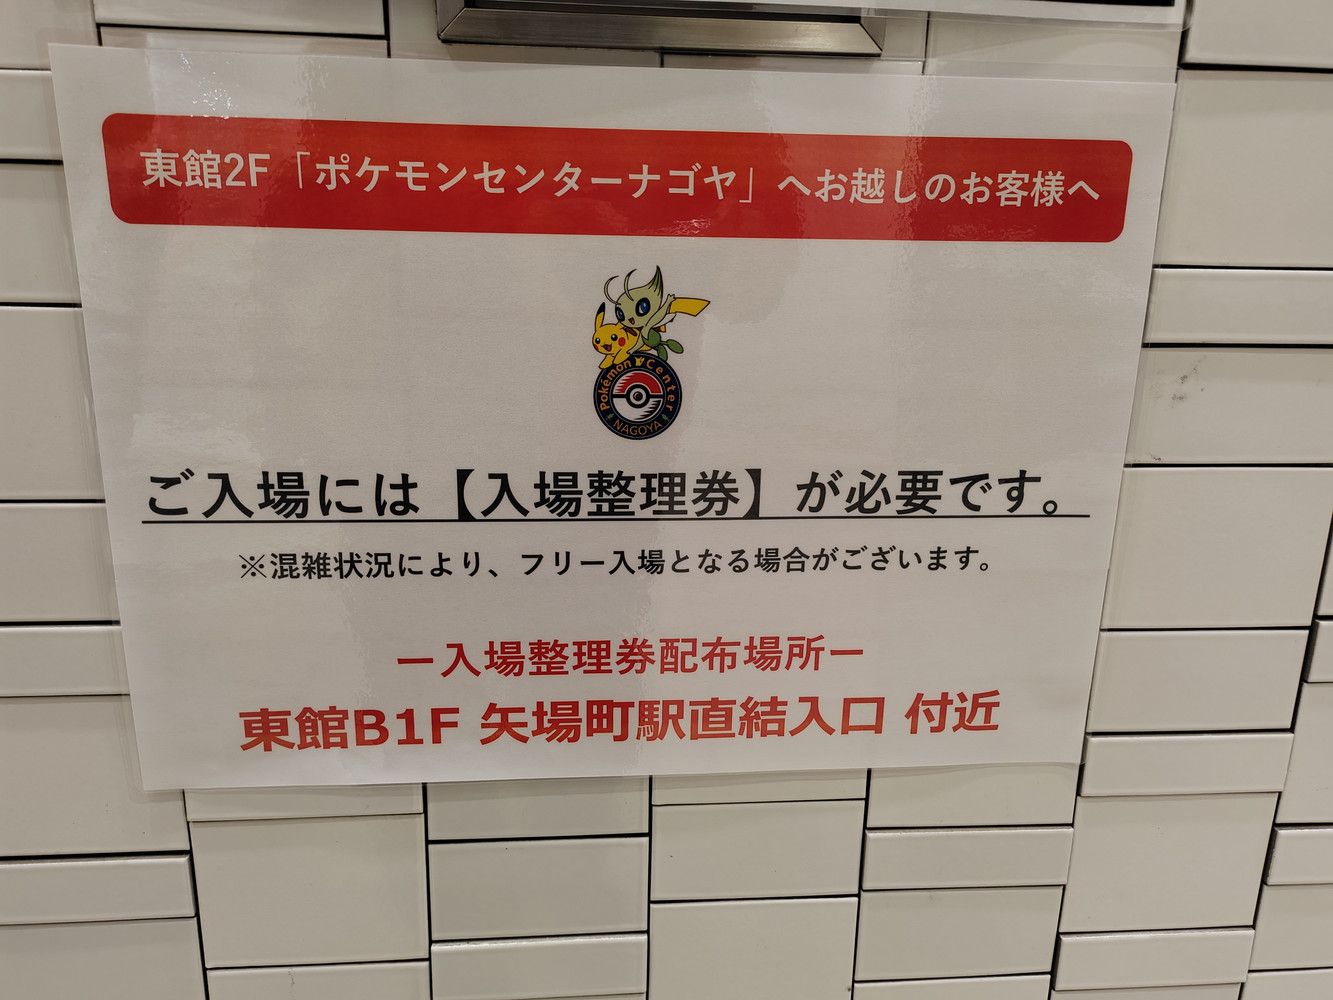 東館2F「ポケモンセンターナゴヤ」へお越しのお客様へ
Pokémon Center
NAGOYA
ご入場には【入場整理券】が必要です。
※混雑状況により、フリー入場となる場合がございます。
ー入場整理券配布場所ー
東館B1F 矢場町駅直結入口 付近